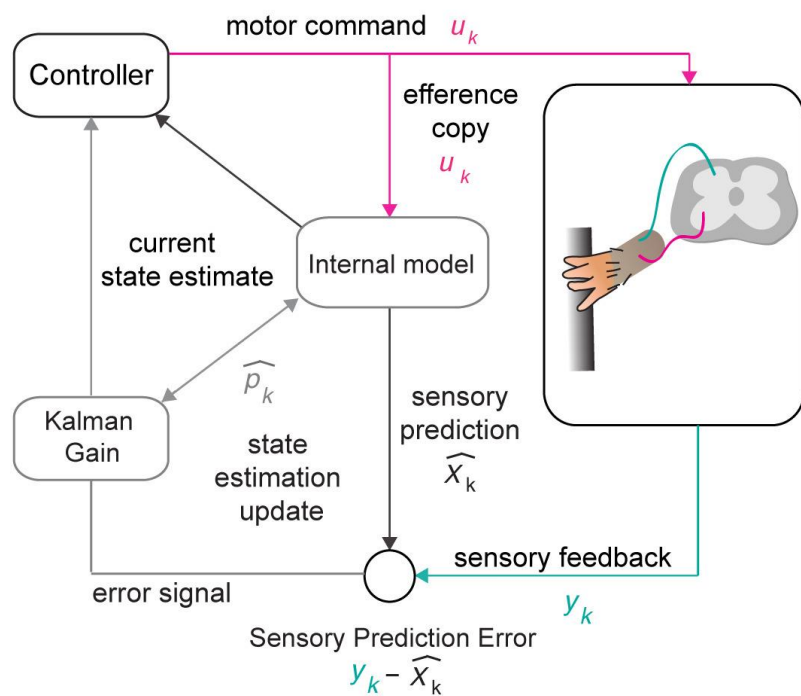 motor command u_k
Controller
efference
copy
u_k
current
state estimate
Internal model
p̂_k
Kalman
Gain
sensory
prediction
X̂_k
state
estimation
update
sensory feedback
y_k
error signal
Sensory Prediction Error
y_k – X̂_k